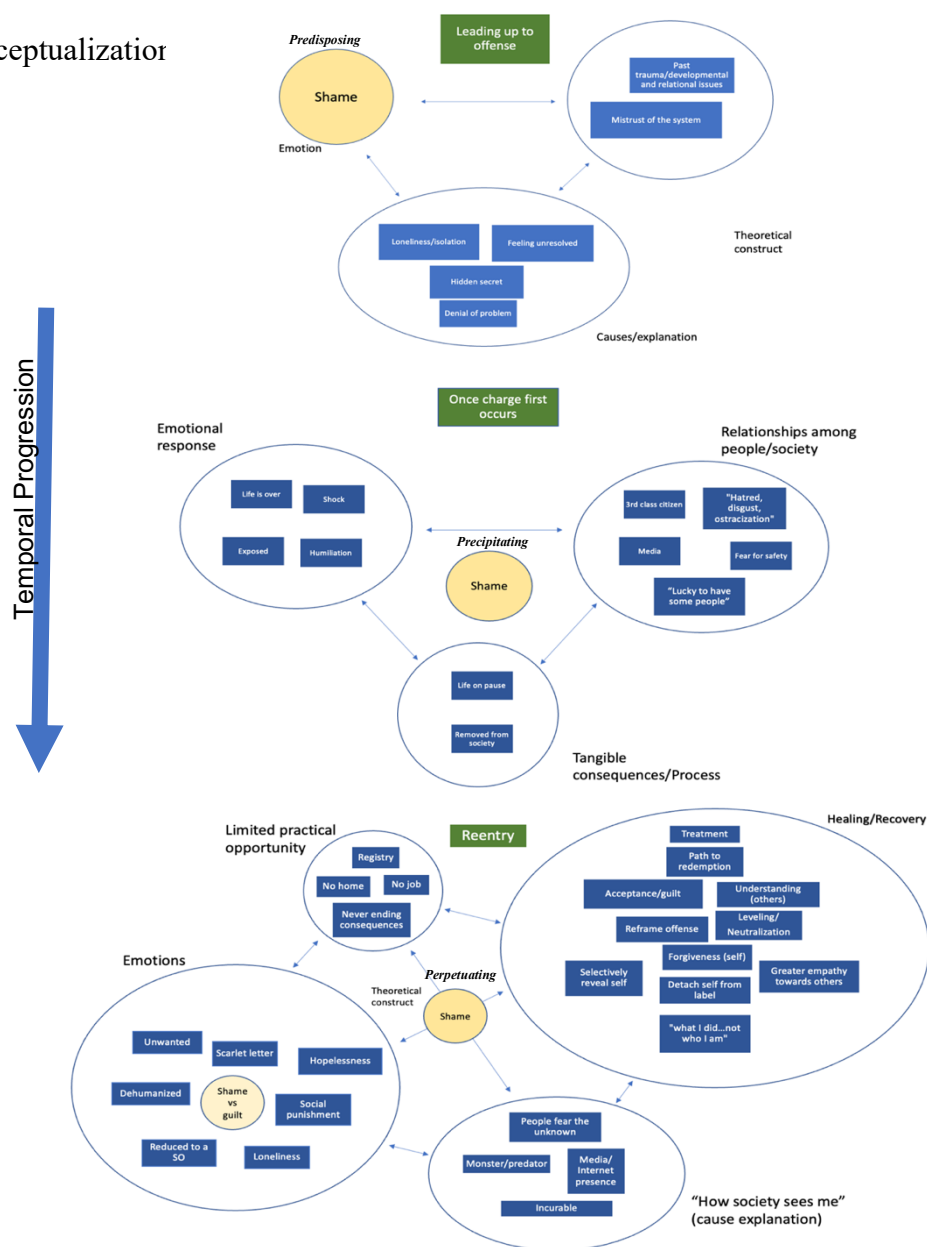 ceptualization
Predisposing
Leading up to
offense
Shame
Emotion
Past
trauma/developmental
and relational issues
Mistrust of the system
Loneliness/isolation
Feeling unresolved
Hidden secret
Denial of problem
Theoretical
construct
Causes/explanation
Temporal Progression
Once charge first
occurs
Emotional
response
Life is over
Shock
Exposed
Humiliation
Relationships among
people/society
3rd class citizen
"Hatred,
disgust,
ostracization"
Media
Fear for safety
"Lucky to have
some people"
Precipitating
Shame
Life on pause
Removed from
society
Tangible
consequences/Process
Reentry
Limited practical
opportunity
Registry
No home
No job
Never ending
consequences
Healing/Recovery
Treatment
Path to
redemption
Acceptance/guilt
Understanding
(others)
Reframe offense
Leveling/
Neutralization
Forgiveness (self)
Selectively
reveal self
Detach self from
label
Greater empathy
towards others
"what I did...not
who I am"
Perpetuating
Theoretical
construct
Shame
Emotions
Unwanted
Scarlet letter
Hopelessness
Dehumanized
Shame
vs
guilt
Social
punishment
Reduced to a
SO
Loneliness
People fear the
unknown
Monster/predator
Media/
Internet
presence
Incurable
“How society sees me”
(cause explanation)